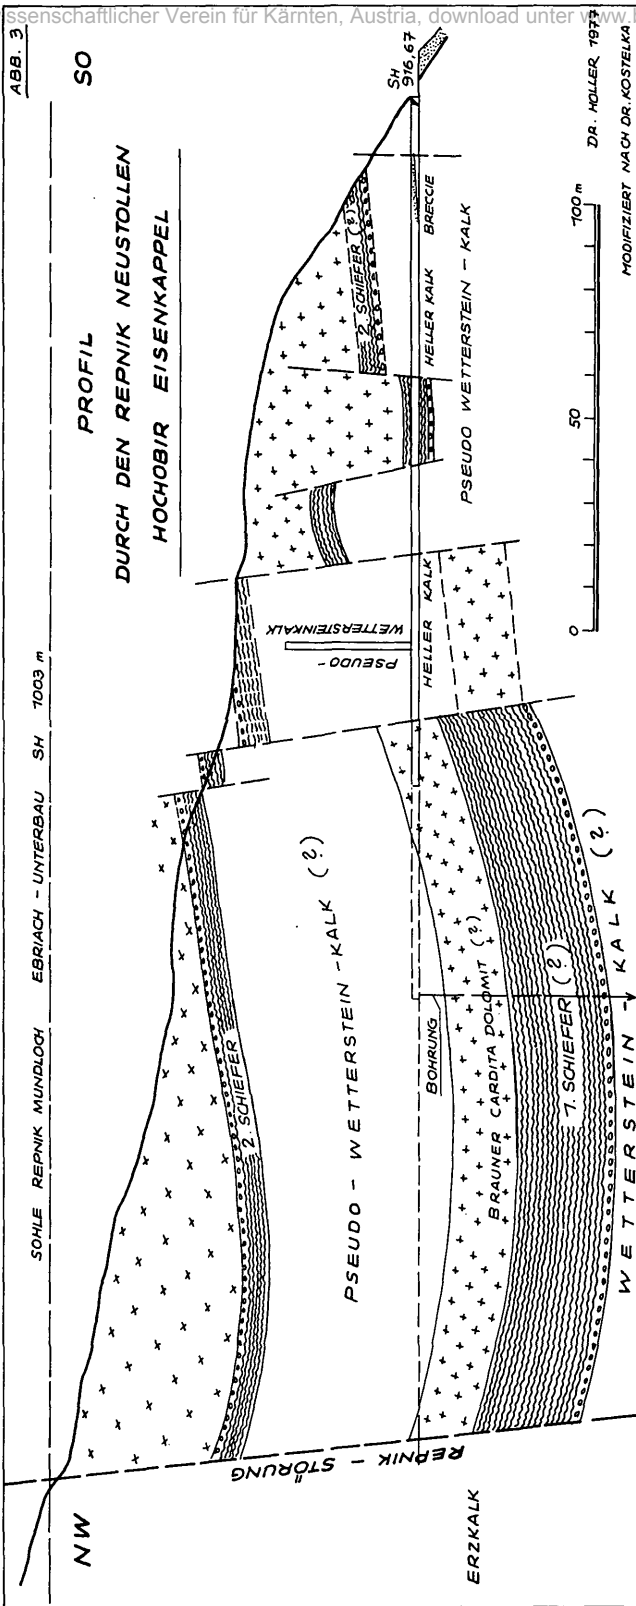 ssenschaftlicher Verein für Kärnten, Austria, download unter www.
ABB. 3
SOHLE REPNIK MUNDLOCH EBRIACH - UNTERBAU SH 1003 m
NW
SO
PROFIL
DURCH DEN REPNIK NEUSTOLLEN
HOCHOBIR EISENKAPPEL
SH
916,67
2. SCHIEFER
2. SCHIEFER (?)
PSEUDO -
WETTERSTEINKALK
PSEUDO - WETTERSTEIN - KALK (?)
HELLER KALK
HELLER KALK
BRECCIE
PSEUDO WETTERSTEIN - KALK
REPNIK - STÖRUNG
BOHRUNG
BRAUNER CARDITA DOLOMIT (?)
ERZKALK
1. SCHIEFER (?)
WETTERSTEIN - KALK (?)
0 50 100 m
DR. HOLLER 1977
MODIFIZIERT NACH DR. KOSTELKA